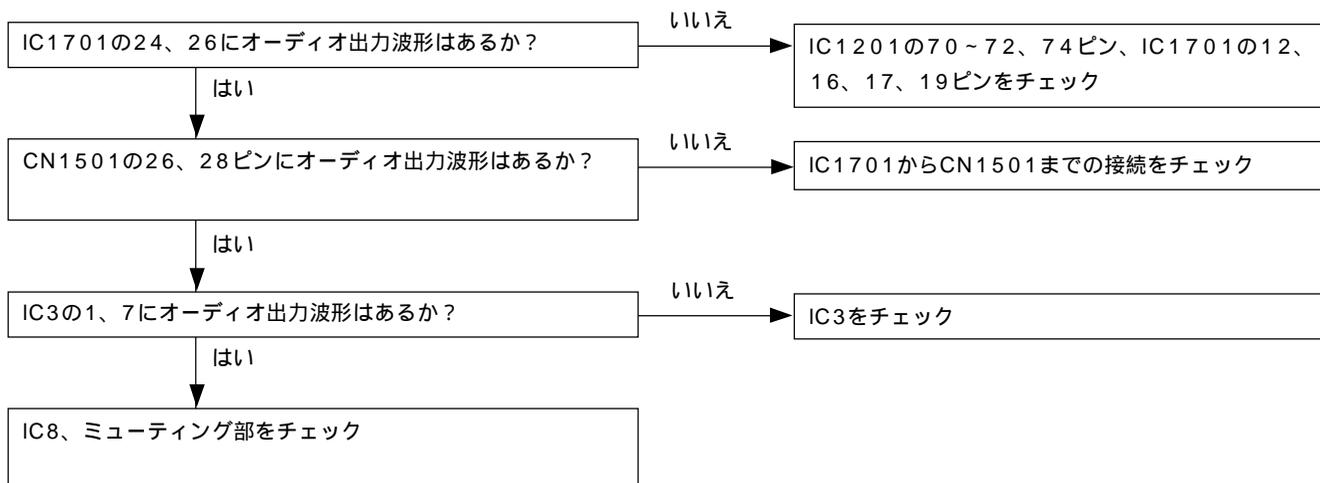 IC1701の24、26にオーディオ出力波形はあるか？
いいえ
IC1201の70～72、74ピン、IC1701の12、
16、17、19ピンをチェック
はい
CN1501の26、28ピンにオーディオ出力波形はあるか？
いいえ
IC1701からCN1501までの接続をチェック
はい
IC3の1、7にオーディオ出力波形はあるか？
いいえ
IC3をチェック
はい
IC8、ミューティング部をチェック